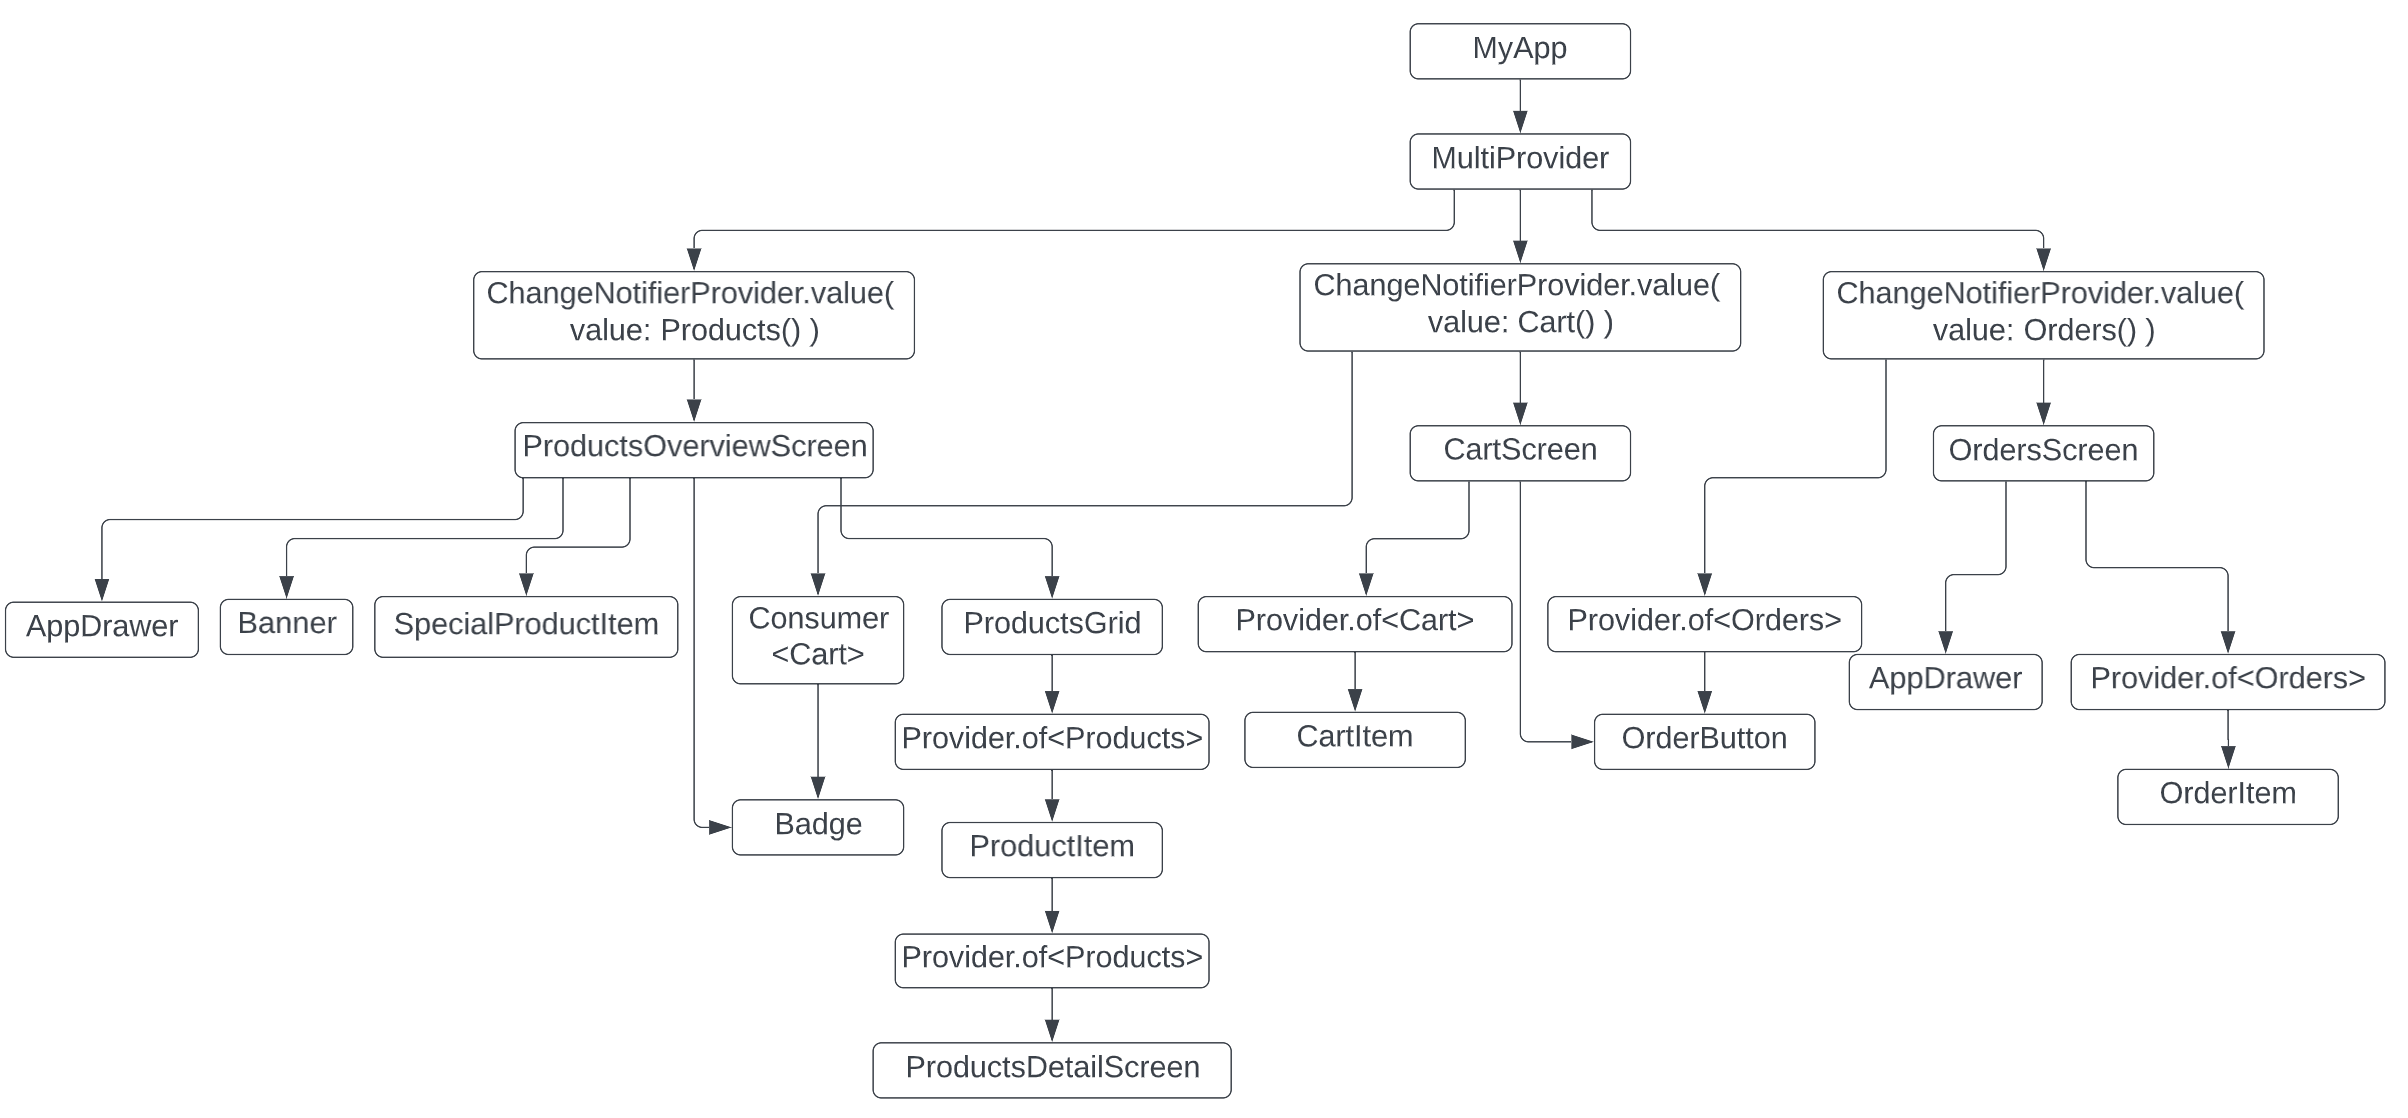 MyApp
MultiProvider
ChangeNotifierProvider.value(
value: Products() )
ChangeNotifierProvider.value(
value: Cart() )
ChangeNotifierProvider.value(
value: Orders() )
ProductsOverviewScreen
CartScreen
OrdersScreen
AppDrawer
Banner
SpecialProductItem
Consumer
<Cart>
ProductsGrid
Provider.of<Cart>
Provider.of<Orders>
AppDrawer
Provider.of<Orders>
Provider.of<Products>
CartItem
OrderButton
OrderItem
Badge
ProductItem
Provider.of<Products>
ProductsDetailScreen